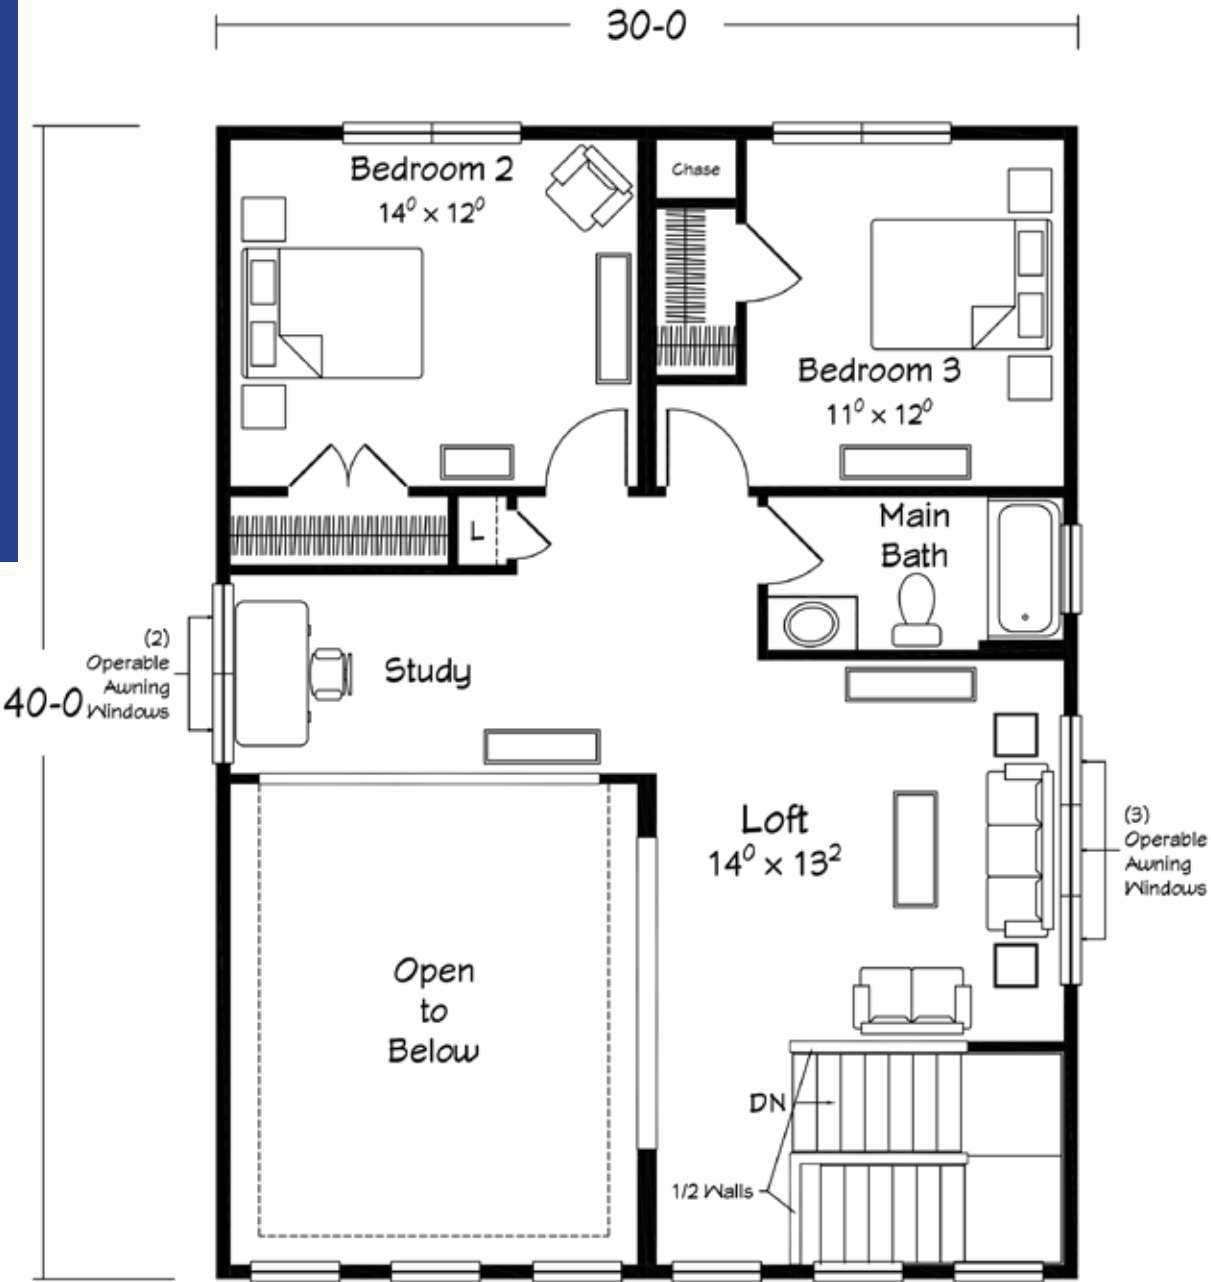 30-0
Bedroom 2
14⁰ x 12⁰
Chase
Bedroom 3
11⁰ x 12⁰
L
Main
Bath
(2)
Operable
Awning
Windows
40-0
Study
Loft
14⁰ x 13²
(3)
Operable
Awning
Windows
Open
to
Below
DN
1/2 Walls